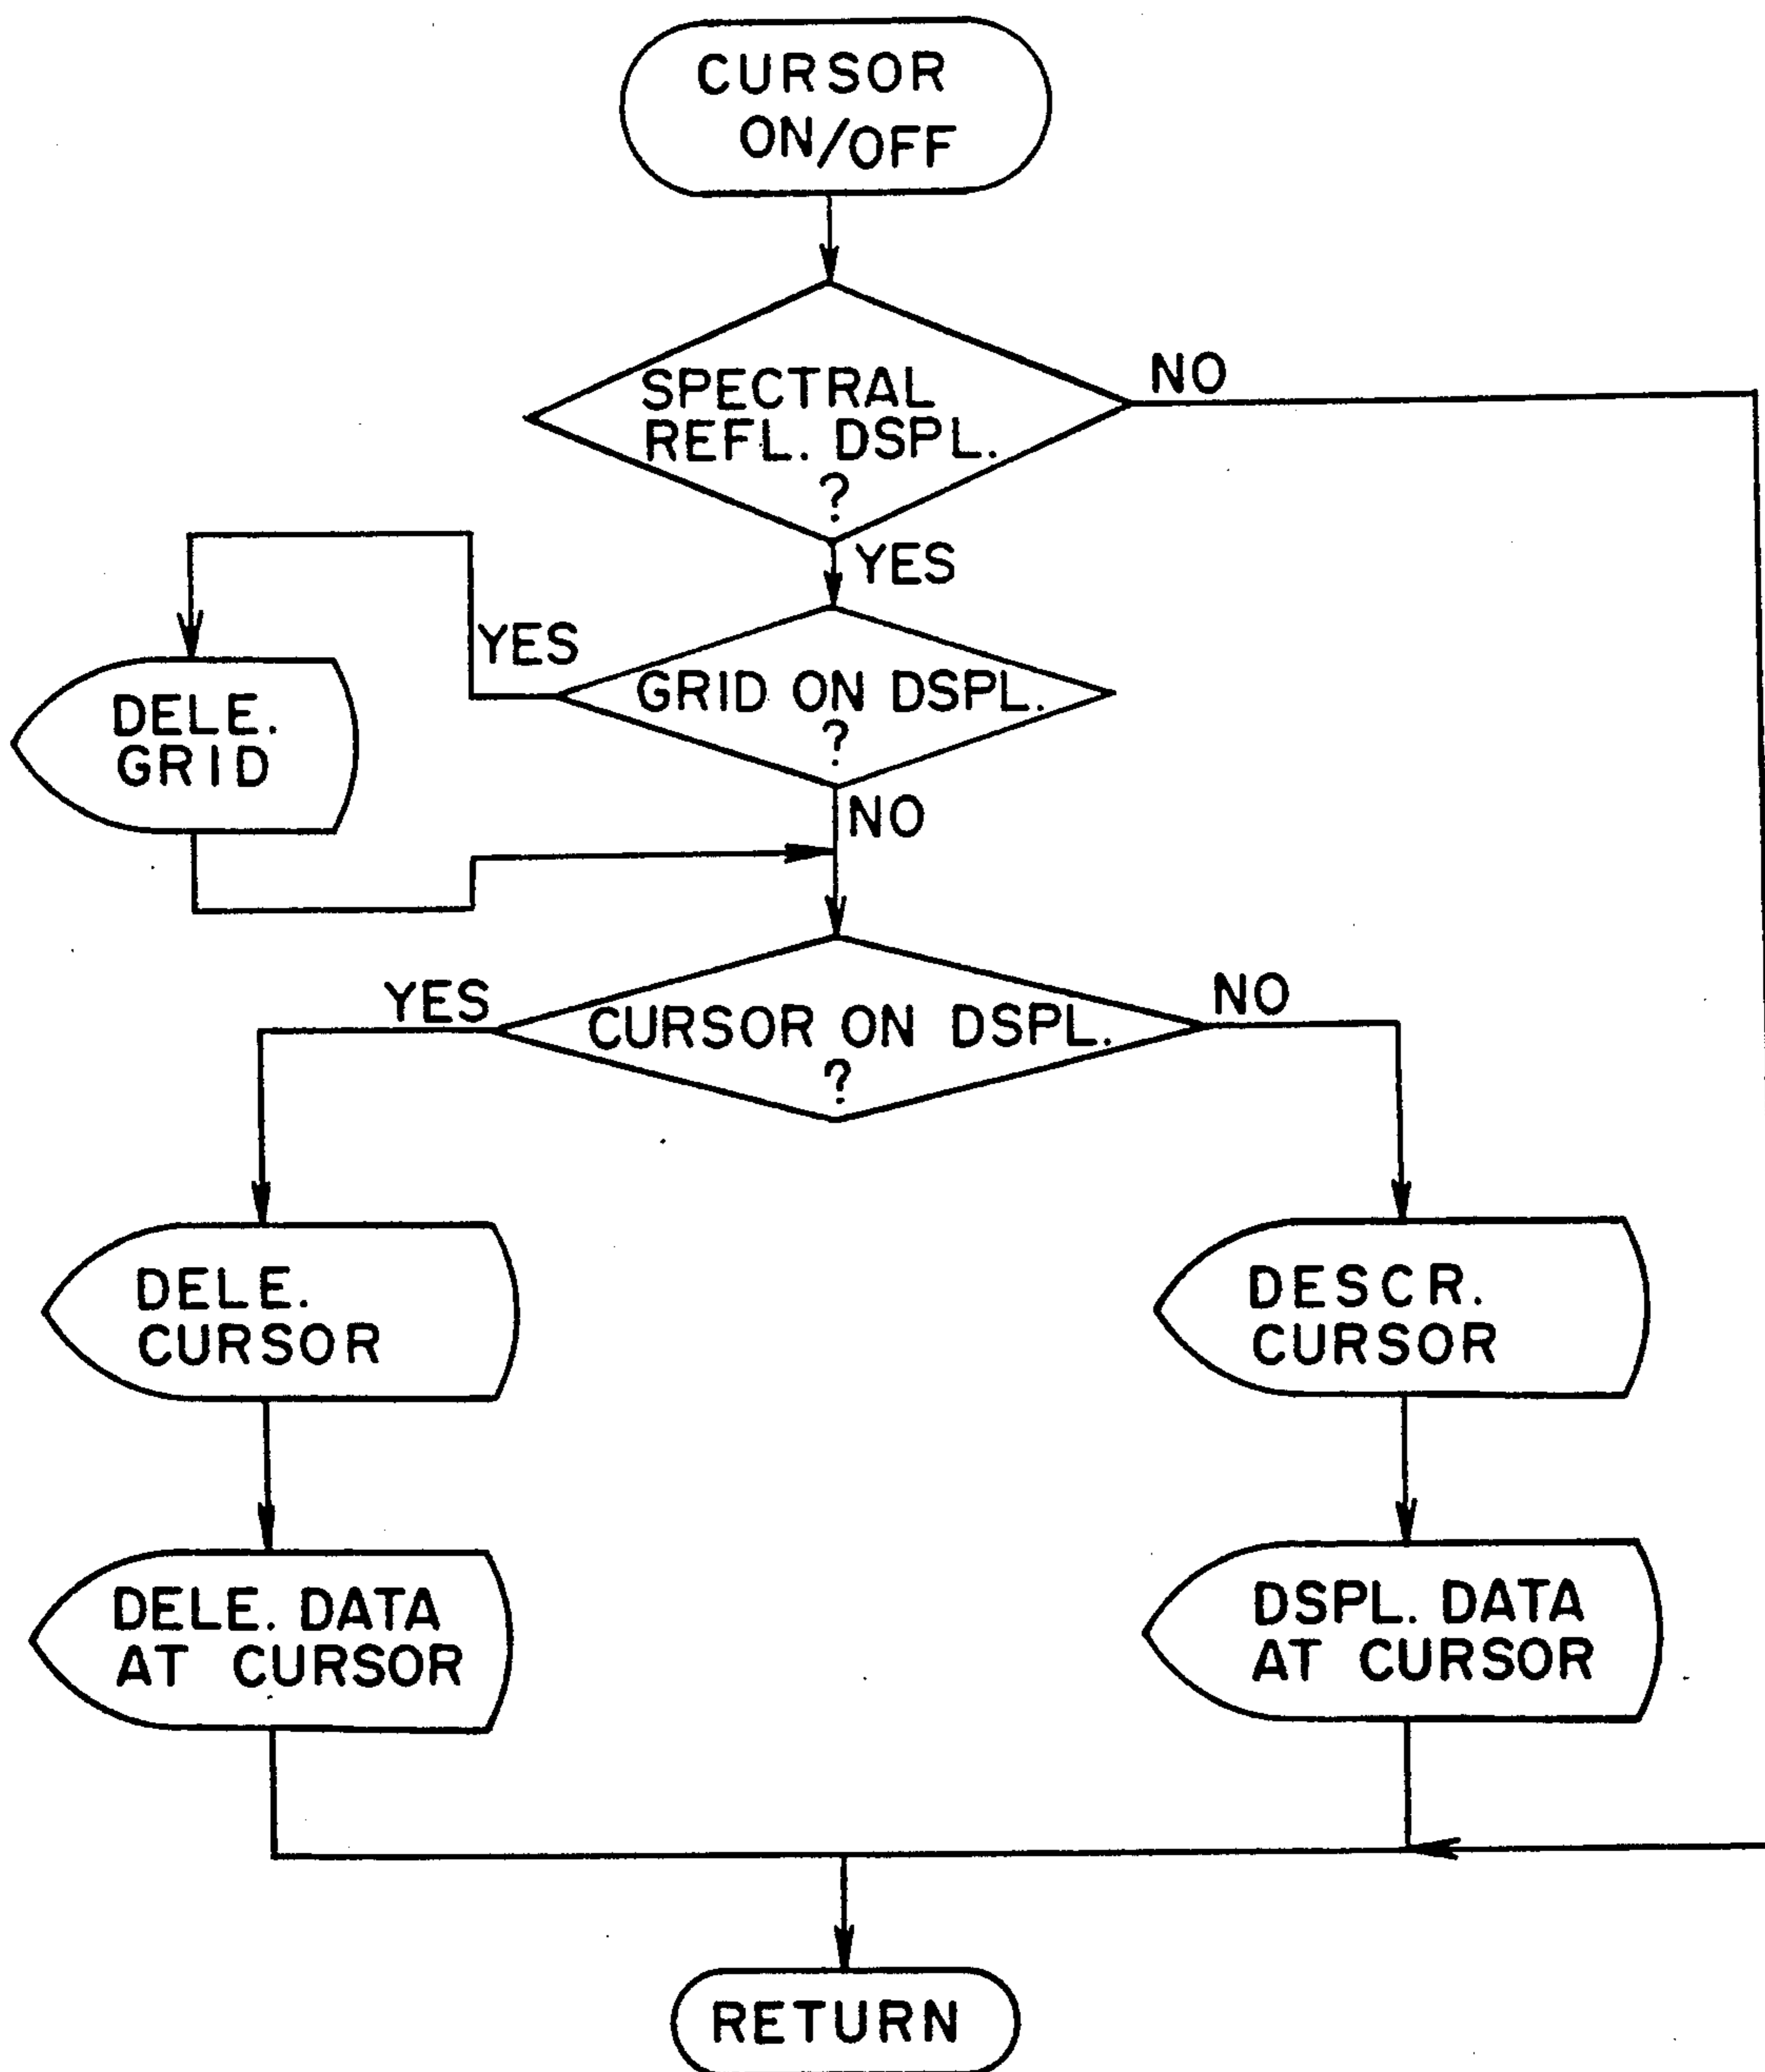 CURSOR
ON/OFF
SPECTRAL
REFL. DSPL.
?
NO
YES
YES
GRID ON DSPL.
?
DELE.
GRID
NO
YES
CURSOR ON DSPL.
?
NO
DELE.
CURSOR
DESCR.
CURSOR
DELE. DATA
AT CURSOR
DSPL. DATA
AT CURSOR
RETURN